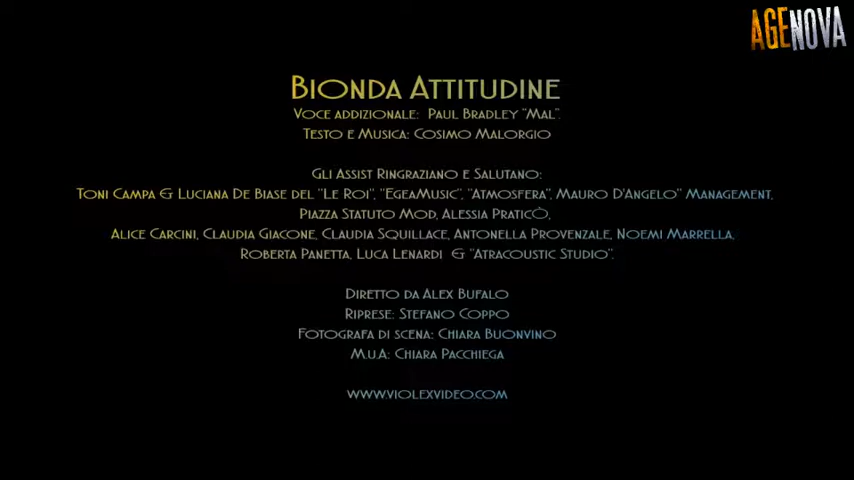 AGENOVA
BIONDA ATTITUDINE
VOCE ADDIZIONALE: PAUL BRADLEY "MAL".
TESTO E MUSICA: COSIMO MALORGIO
GLI ASSIST RINGRAZIANO E SALUTANO:
TONI CAMPA & LUCIANA DE BIASE DEL "LE ROI", "EGEAMUSIC", "ATMOSFERA", MAURO D'ANGELO" MANAGEMENT,
PIAZZA STATUTO MOD, ALESSIA PRATICÒ,
ALICE CARCINI, CLAUDIA GIACONE, CLAUDIA SQUILLACE, ANTONELLA PROVENZALE, NOEMI MARRELLA,
ROBERTA PANETTA, LUCA LENARDI & "ATRACOUSTIC STUDIO".
DIRETTO DA ALEX BUFALO
RIPRESE: STEFANO COPPO
FOTOGRAFA DI SCENA: CHIARA BUONVINO
M.U.A: CHIARA PACCHIEGA
WWW.VIOLEXVIDEO.COM